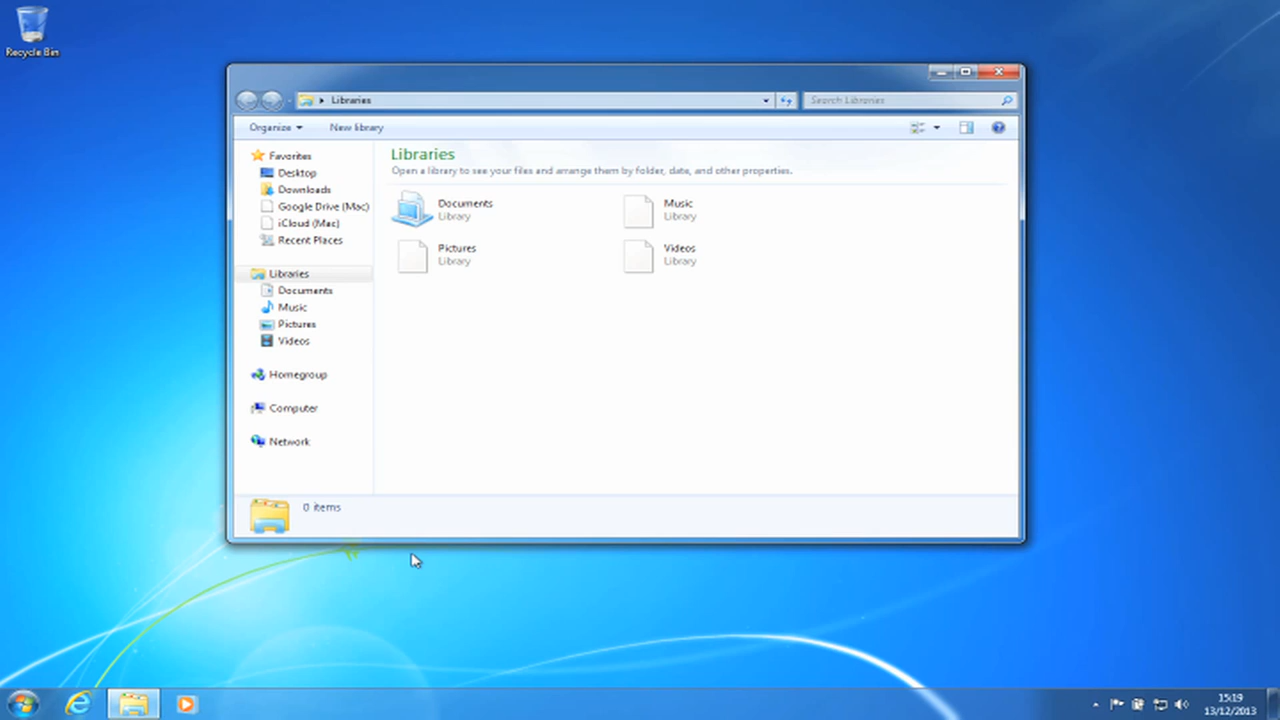 Recycle Bin
Libraries
Search Libraries
Organize
New library
Favorites
Desktop
Downloads
Google Drive (Mac)
iCloud (Mac)
Recent Places
Libraries
Documents
Music
Pictures
Videos
Homegroup
Computer
Network
Libraries
Open a library to see your files and arrange them by folder, date, and other properties.
Documents
Library
Music
Library
Pictures
Library
Videos
Library
0 items
15:19
13/12/2013